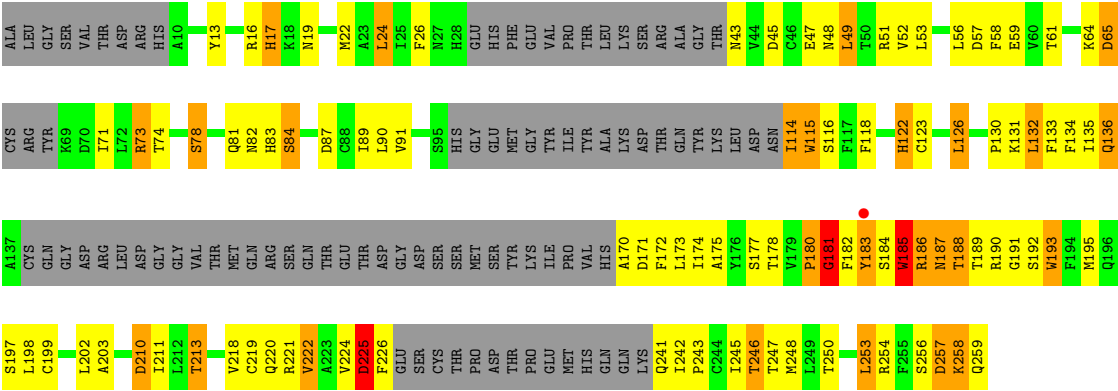 ALA LEU GLY SER VAL THR ASP ARG HIS A10 Y13 R16 H17 K18 N19 M22 A23 L24 I25 F26 N27 H28 GLU HIS PHE GLU VAL PRO THR LEU LYS SER ARG ALA GLY THR N43 V44 D45 C46 E47 N48 L49 T50 R51 V52 L53 L56 D57 F58 E59 V60 T61 K64 D65
CYS ARG TYR K69 D70 I71 L72 R73 T74 S78 Q81 N82 H83 S84 D87 C88 I89 L90 V91 S95 HIS GLY GLU MET GLY TYR ILE TYR ALA LYS ASP THR GLN TYR LYS LEU ASP ASN I114 W115 S116 F117 F118 H122 C123 L126 P130 K131 L132 F133 F134 I135 Q136
A137 CYS GLN GLY ASP ARG LEU ASP GLY GLY VAL THR MET GLN ARG SER GLN THR GLU THR ASP GLY ASP SER SER MET SER TYR LYS ILE PRO VAL HIS A170 D171 F172 L173 I174 A175 Y176 S177 T178 V179 P180 G181 F182 Y183 S184 W185 R186 N187 T188 T189 R190 G191 S192 W193 F194 M195 Q196
S197 L198 C199 L202 A203 D210 I211 L212 T213 V218 C219 Q220 R221 V222 A223 V224 D225 F226 GLU SER CYS THR PRO ASP THR PRO GLU MET HIS GLN GLN LYS Q241 I242 P243 C244 I245 T246 T247 M248 L249 T250 L253 R254 F255 S256 D257 K258 Q259